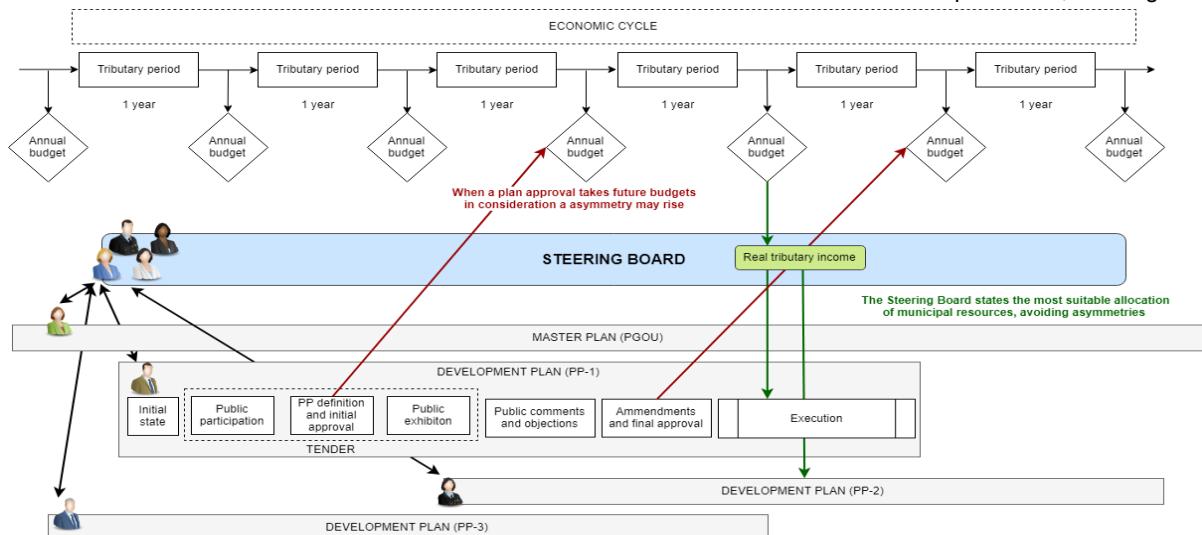 ECONOMIC CYCLE
Tributary period
Tributary period
Tributary period
Tributary period
Tributary period
Tributary period
1 year
1 year
1 year
1 year
1 year
1 year
Annual
budget
Annual
budget
Annual
budget
Annual
budget
Annual
budget
Annual
budget
Annual
budget
When a plan approval takes future budgets
in consideration a asymmetry may rise
STEERING BOARD
Real tributary income
The Steering Board states the most suitable allocation
of municipal resources, avoiding asymmetries
MASTER PLAN (PGOU)
DEVELOPMENT PLAN (PP-1)
Initial
state
Public
participation
PP definition
and initial
approval
Public
exhibiton
Public comments
and objections
Ammendments
and final approval
Execution
TENDER
DEVELOPMENT PLAN (PP-2)
DEVELOPMENT PLAN (PP-3)